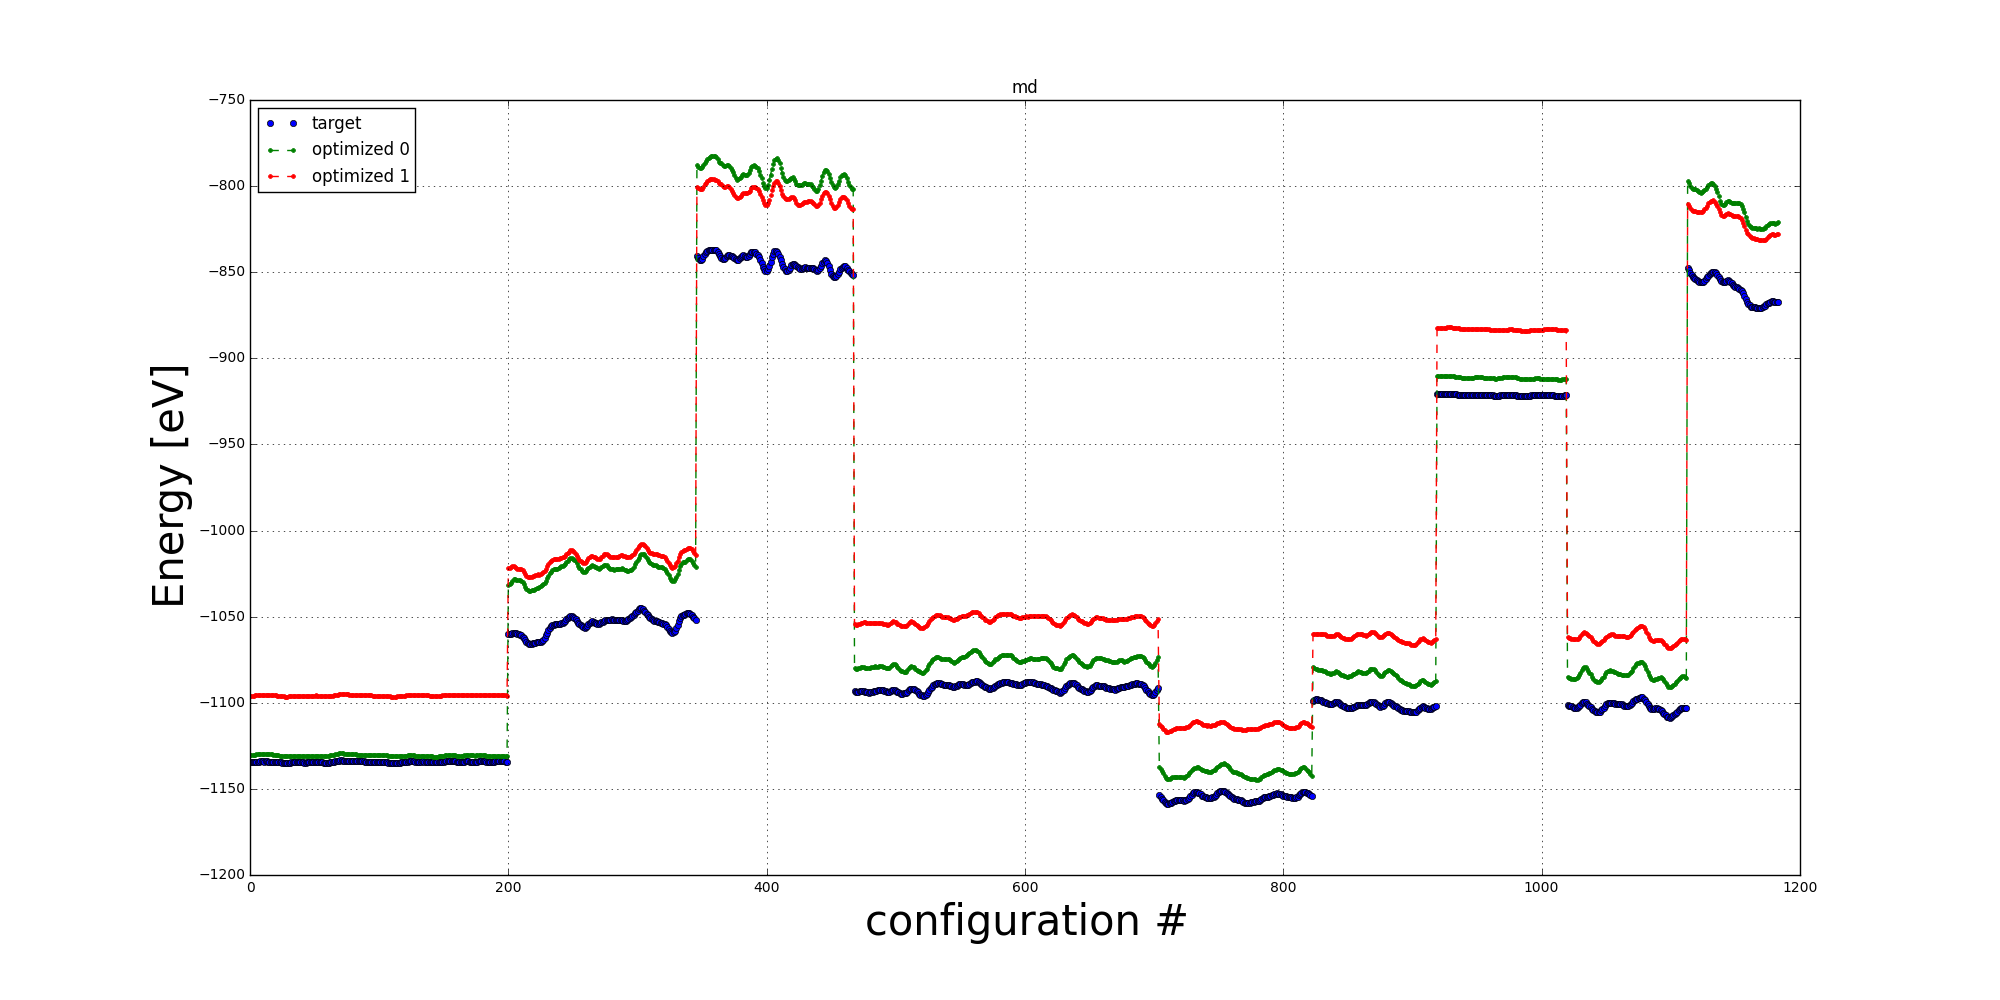 md
−750
−800
−850
−900
−950
−1000
−1050
−1100
−1150
−1200
Energy [eV]
target
optimized 0
optimized 1
0 200 400 600 800 1000 1200
configuration #